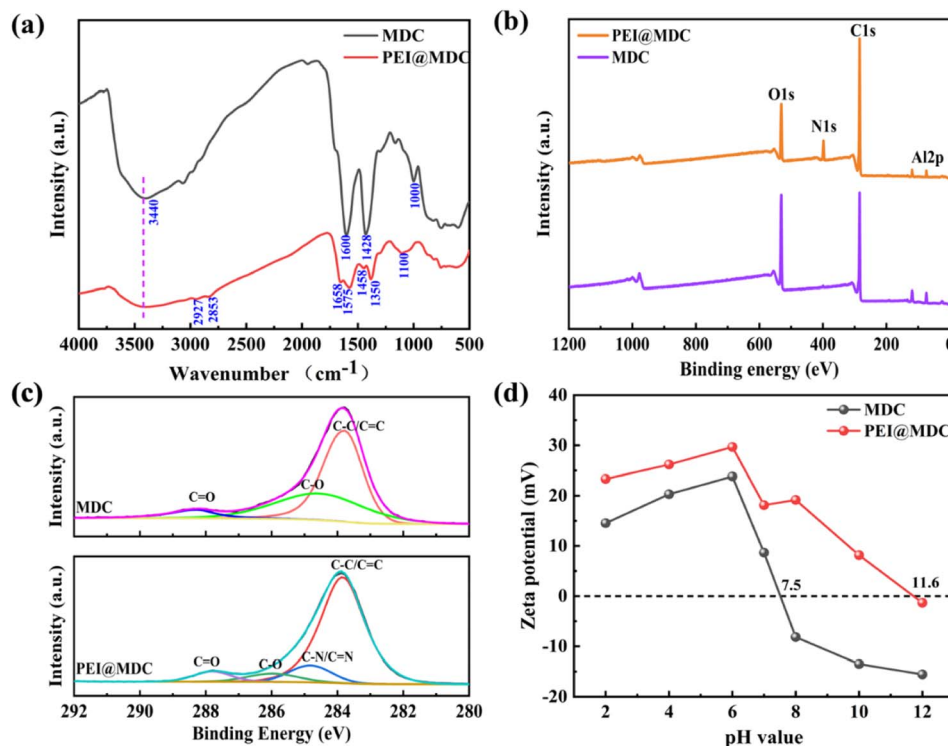 (a)
MDC
PEI@MDC
3440
2927
2853
1658
1600
1575
1458
1428
1350
1100
1000
Intensity (a.u.)
4000 3500 3000 2500 2000 1500 1000 500
Wavenumber （cm-1）
(b)
PEI@MDC
MDC
C1s
O1s
N1s
Al2p
Intensity (a.u.)
1200 1000 800 600 400 200 0
Binding energy (eV)
(c)
C-C/C=C
C-O
C=O
MDC
C-C/C=C
C-N/C=N
C-O
C=O
PEI@MDC
Intensity (a.u.)
Intensity (a.u.)
292 290 288 286 284 282 280
Binding Energy (eV)
(d)
MDC
PEI@MDC
40
30
20
10
0
-10
-20
7.5
11.6
Zeta potential (mV)
2 4 6 8 10 12
pH value